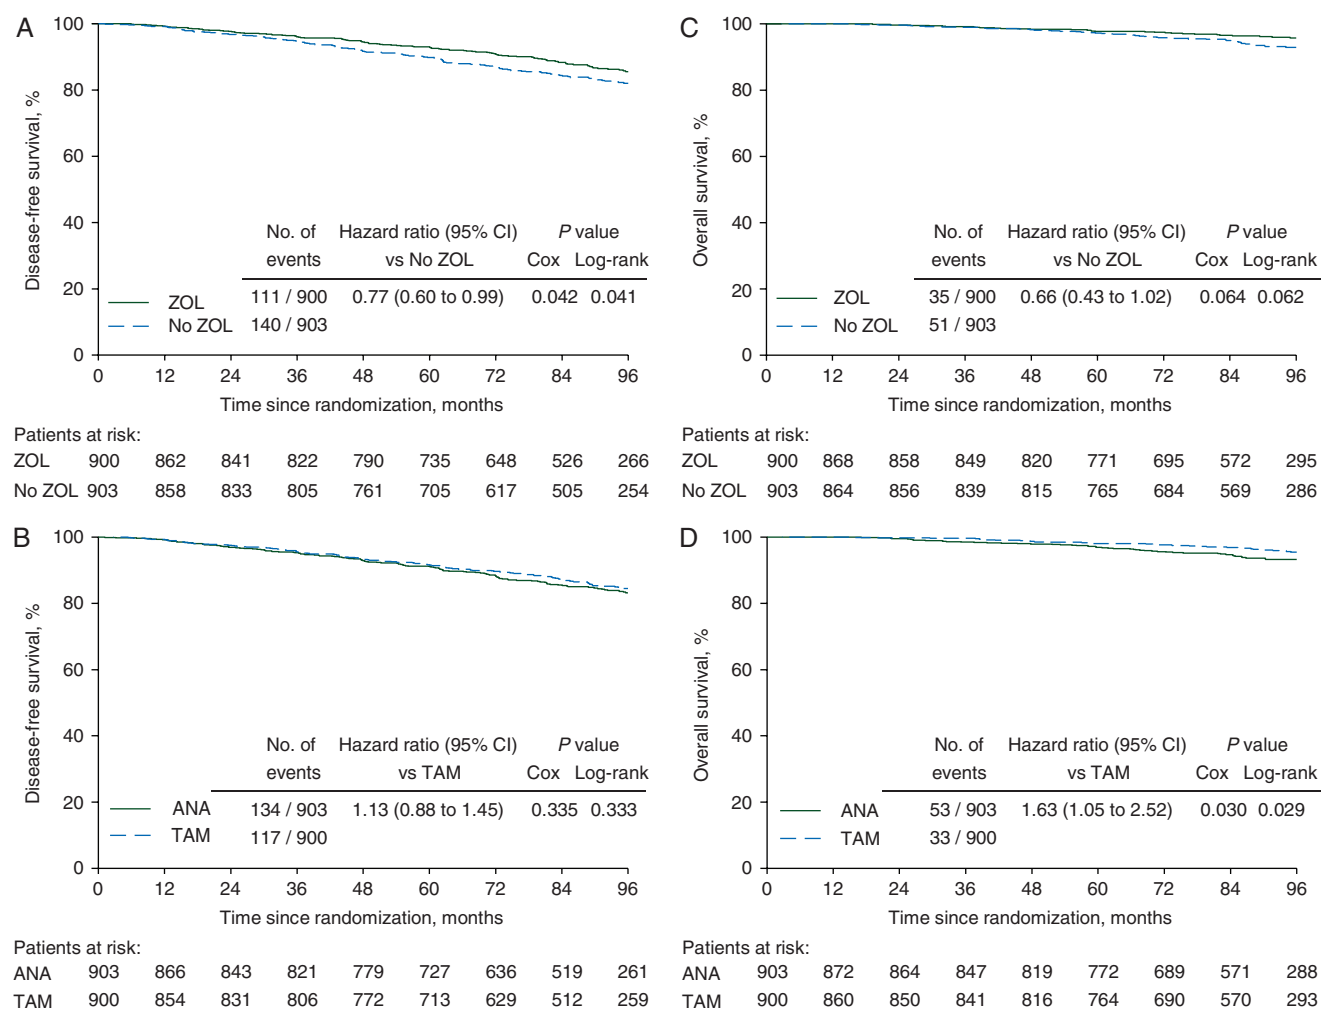 A
100
80
60
40
20
0
Disease-free survival, %
No. of Hazard ratio (95% CI) P value
events vs No ZOL Cox Log-rank
ZOL 111 / 900 0.77 (0.60 to 0.99) 0.042 0.041
No ZOL 140 / 903
0 12 24 36 48 60 72 84 96
Time since randomization, months
Patients at risk:
ZOL 900 862 841 822 790 735 648 526 266
No ZOL 903 858 833 805 761 705 617 505 254
C
100
80
60
40
20
0
Overall survival, %
No. of Hazard ratio (95% CI) P value
events vs No ZOL Cox Log-rank
ZOL 35 / 900 0.66 (0.43 to 1.02) 0.064 0.062
No ZOL 51 / 903
0 12 24 36 48 60 72 84 96
Time since randomization, months
Patients at risk:
ZOL 900 868 858 849 820 771 695 572 295
No ZOL 903 864 856 839 815 765 684 569 286
B
100
80
60
40
20
0
Disease-free survival, %
No. of Hazard ratio (95% CI) P value
events vs TAM Cox Log-rank
ANA 134 / 903 1.13 (0.88 to 1.45) 0.335 0.333
TAM 117 / 900
0 12 24 36 48 60 72 84 96
Time since randomization, months
Patients at risk:
ANA 903 866 843 821 779 727 636 519 261
TAM 900 854 831 806 772 713 629 512 259
D
100
80
60
40
20
0
Overall survival, %
No. of Hazard ratio (95% CI) P value
events vs TAM Cox Log-rank
ANA 53 / 903 1.63 (1.05 to 2.52) 0.030 0.029
TAM 33 / 900
0 12 24 36 48 60 72 84 96
Time since randomization, months
Patients at risk:
ANA 903 872 864 847 819 772 689 571 288
TAM 900 860 850 841 816 764 690 570 293